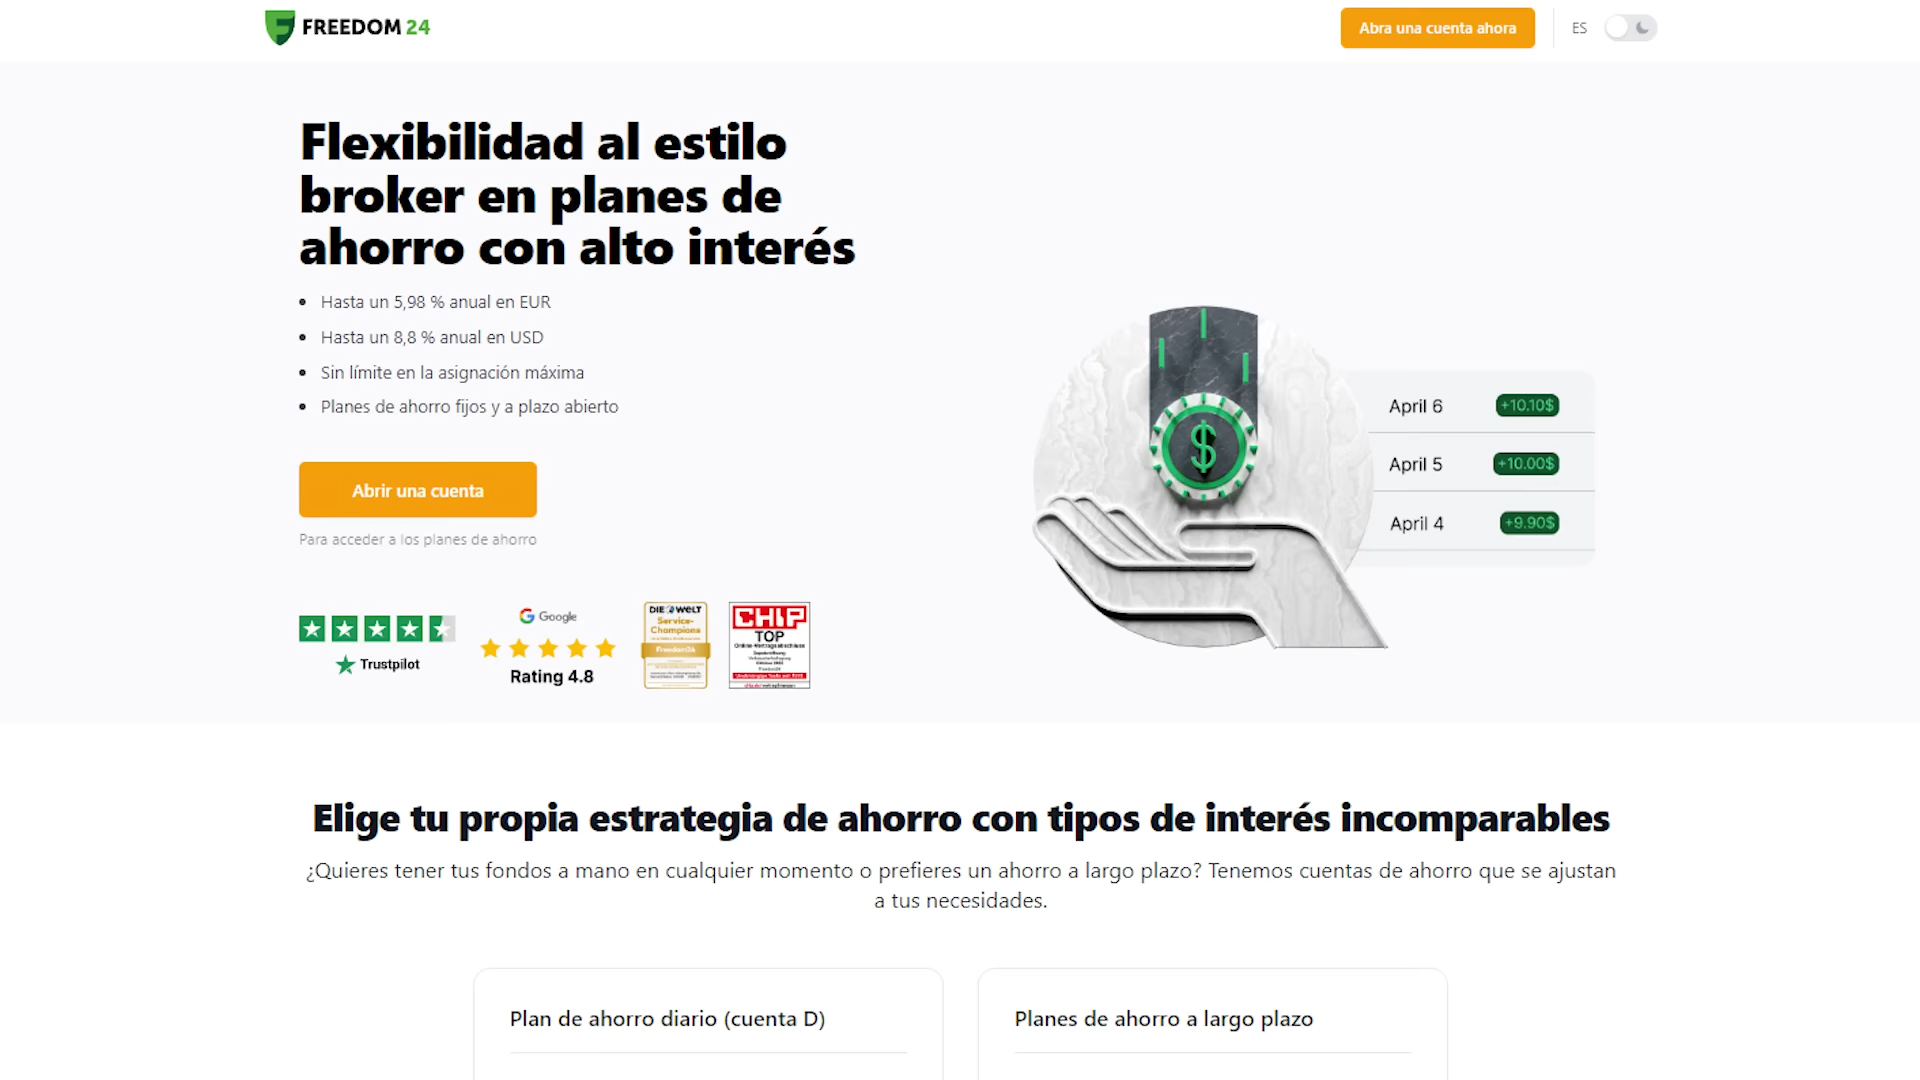 FREEDOM 24
Abra una cuenta ahora
ES
Flexibilidad al estilo
broker en planes de
ahorro con alto interés
Hasta un 5,98 % anual en EUR
Hasta un 8,8 % anual en USD
Sin límite en la asignación máxima
Planes de ahorro fijos y a plazo abierto
Abrir una cuenta
Para acceder a los planes de ahorro
Trustpilot
Google
Rating 4.8
DIE WELT
Service-
Champions
Freedom24
CHIP
TOP
Online-Vertragsabschluss
$
April 6 +10.10$
April 5 +10.00$
April 4 +9.90$
Elige tu propia estrategia de ahorro con tipos de interés incomparables
¿Quieres tener tus fondos a mano en cualquier momento o prefieres un ahorro a largo plazo? Tenemos cuentas de ahorro que se ajustan
a tus necesidades.
Plan de ahorro diario (cuenta D)
Planes de ahorro a largo plazo